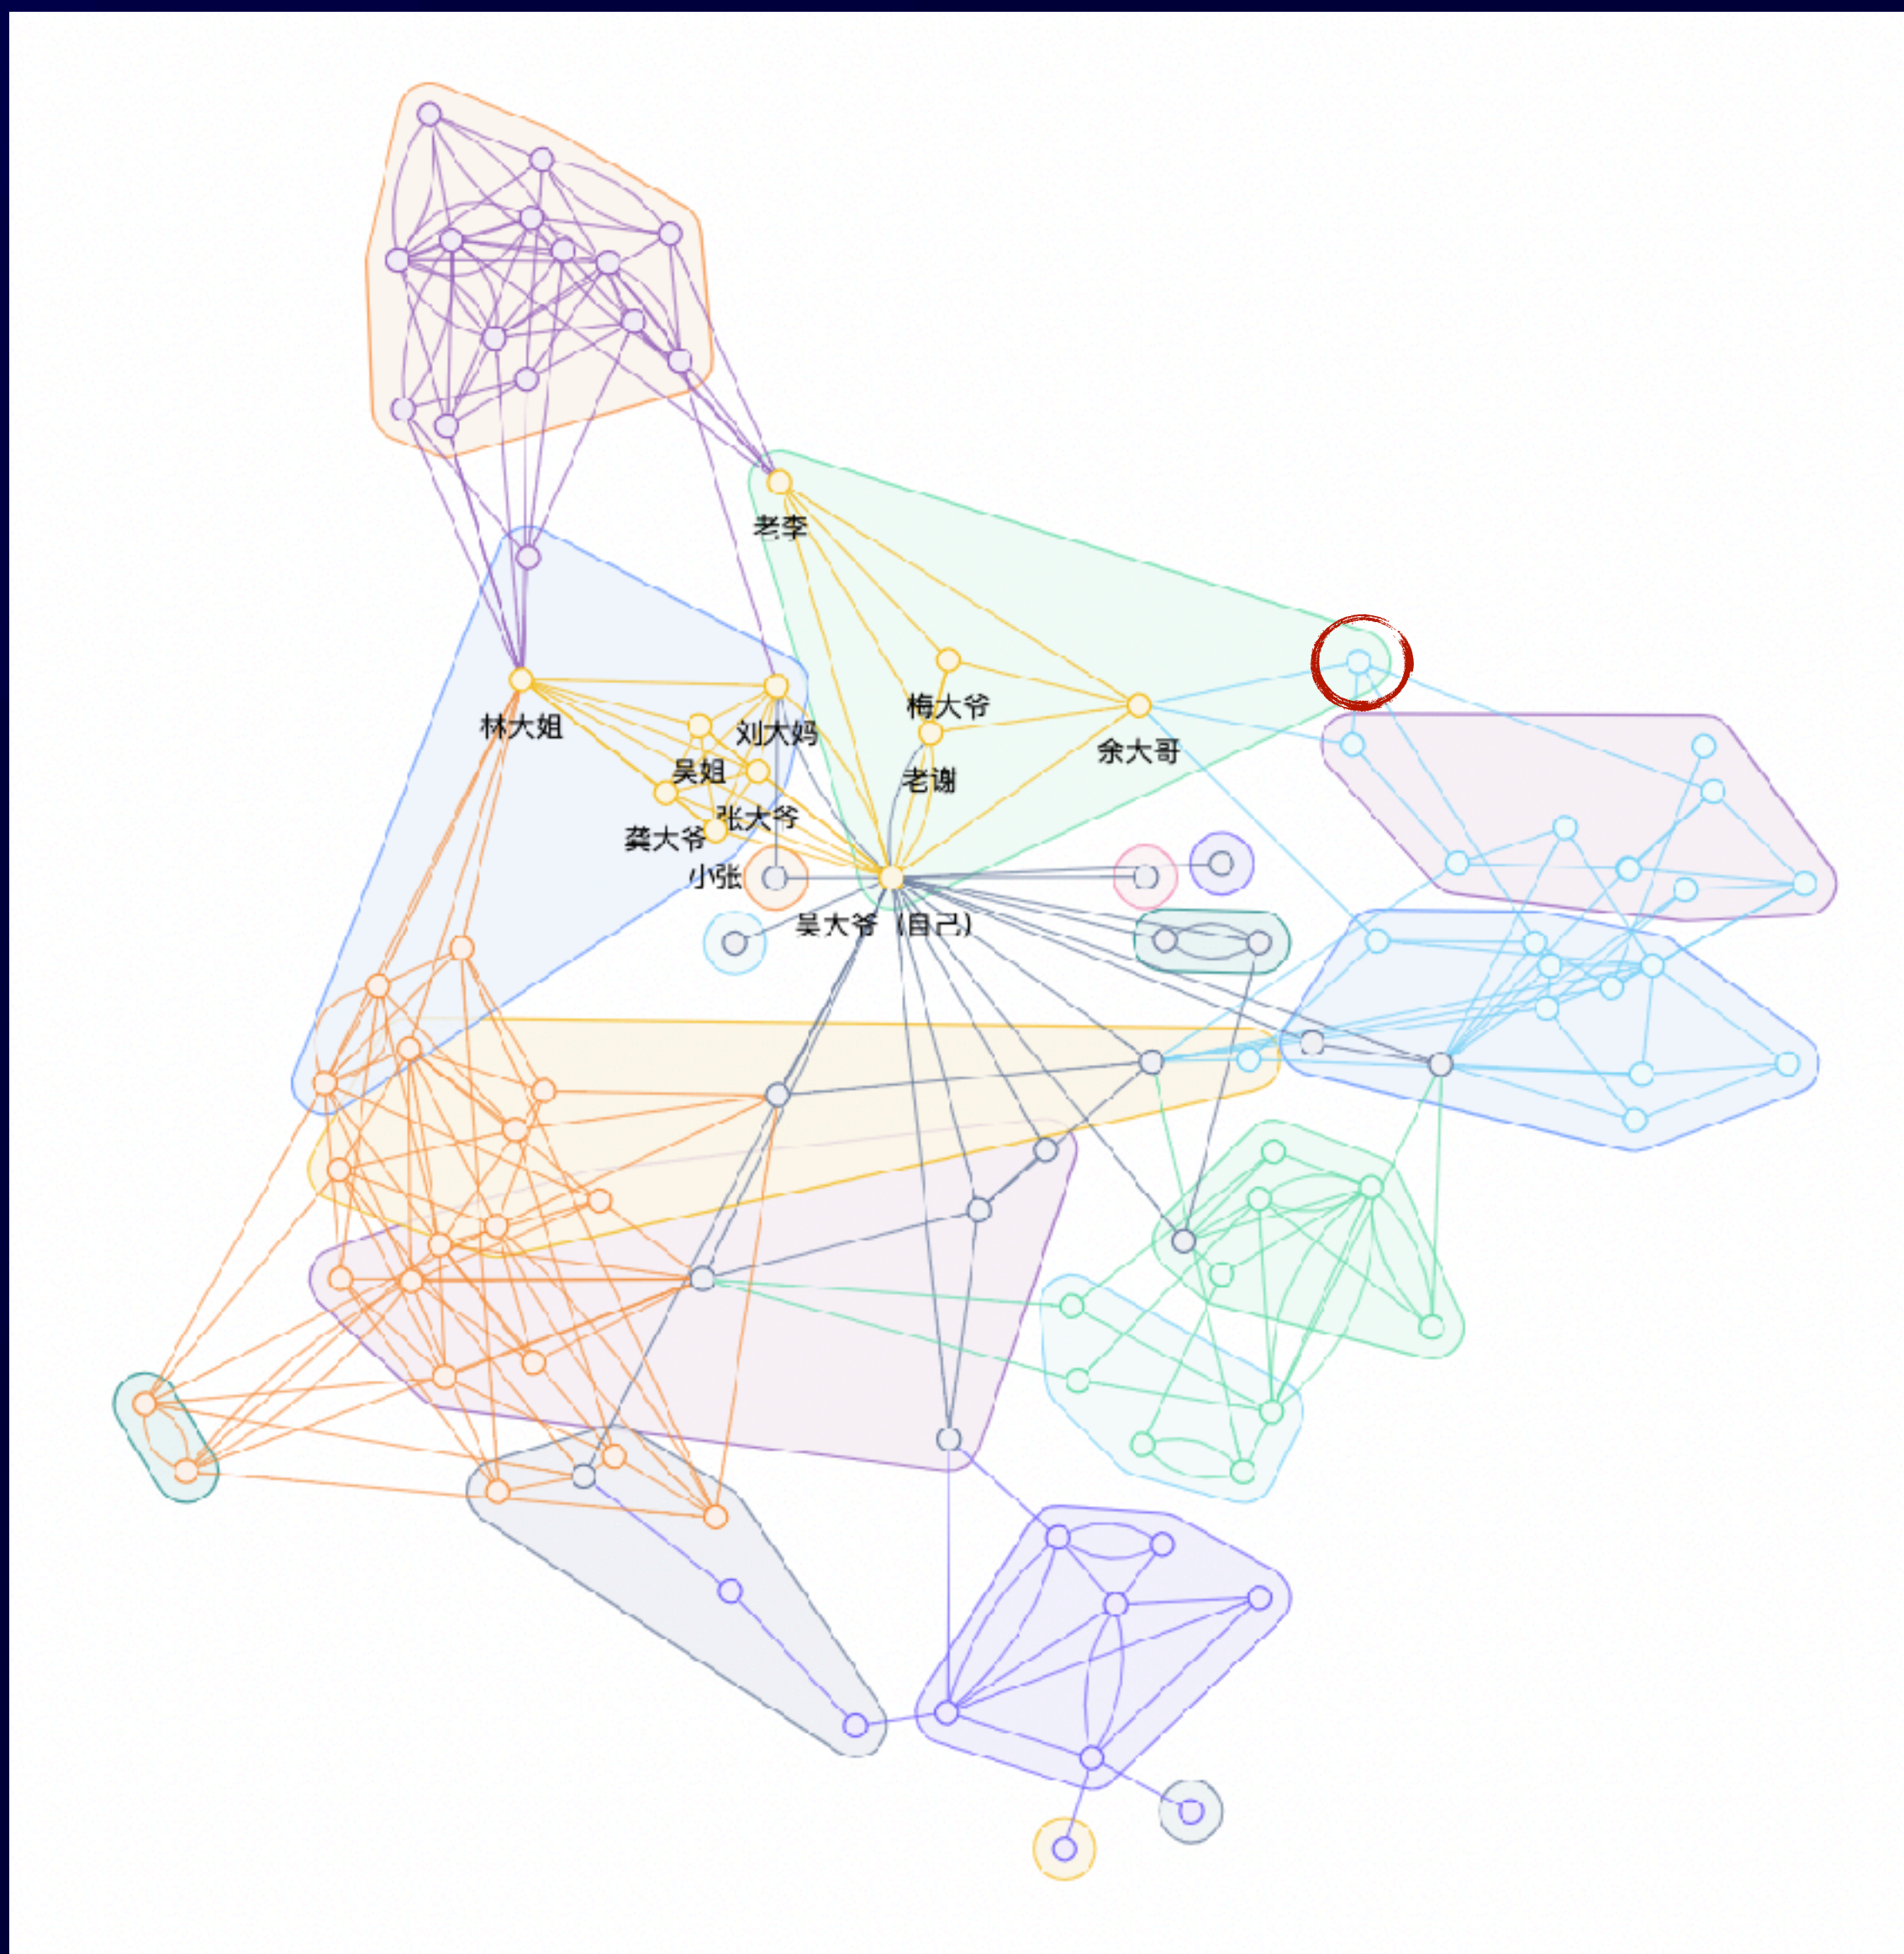 老李
林大姐
刘大妈
梅大爷
余大哥
吴姐
老谢
张大爷
龚大爷
小张
吴大爷（自己）